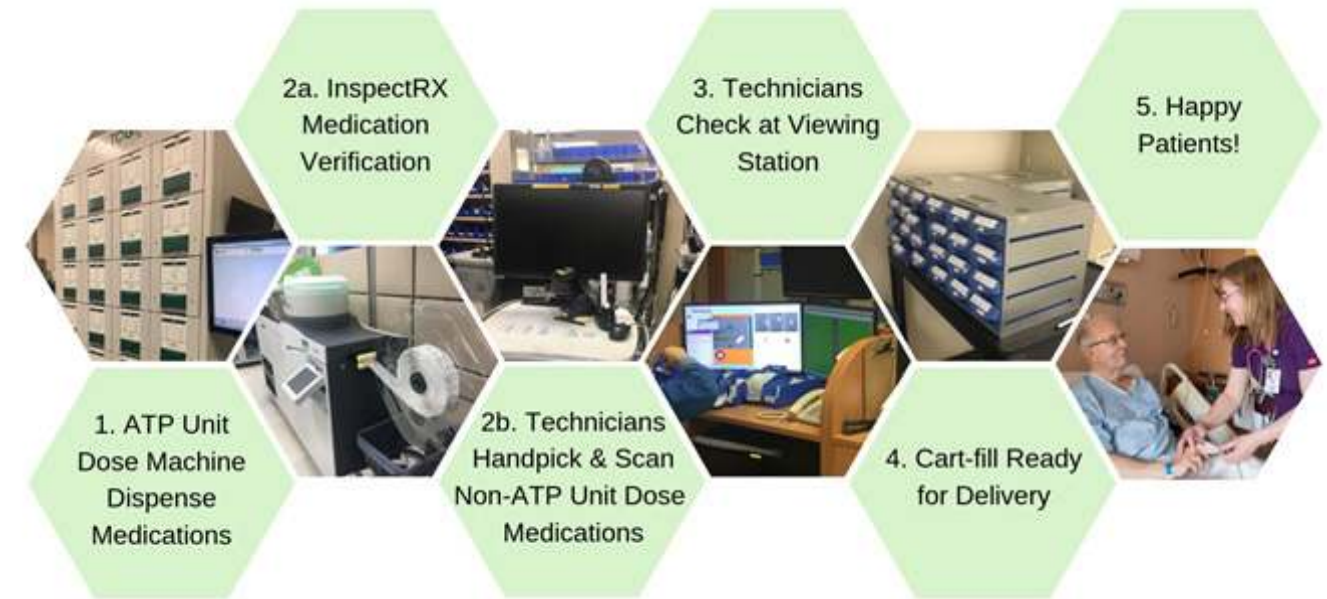 1. ATP Unit
Dose Machine
Dispense
Medications
2a. InspectRX
Medication
Verification
2b. Technicians
Handpick & Scan
Non-ATP Unit Dose
Medications
3. Technicians
Check at Viewing
Station
4. Cart-fill Ready
for Delivery
5. Happy
Patients!